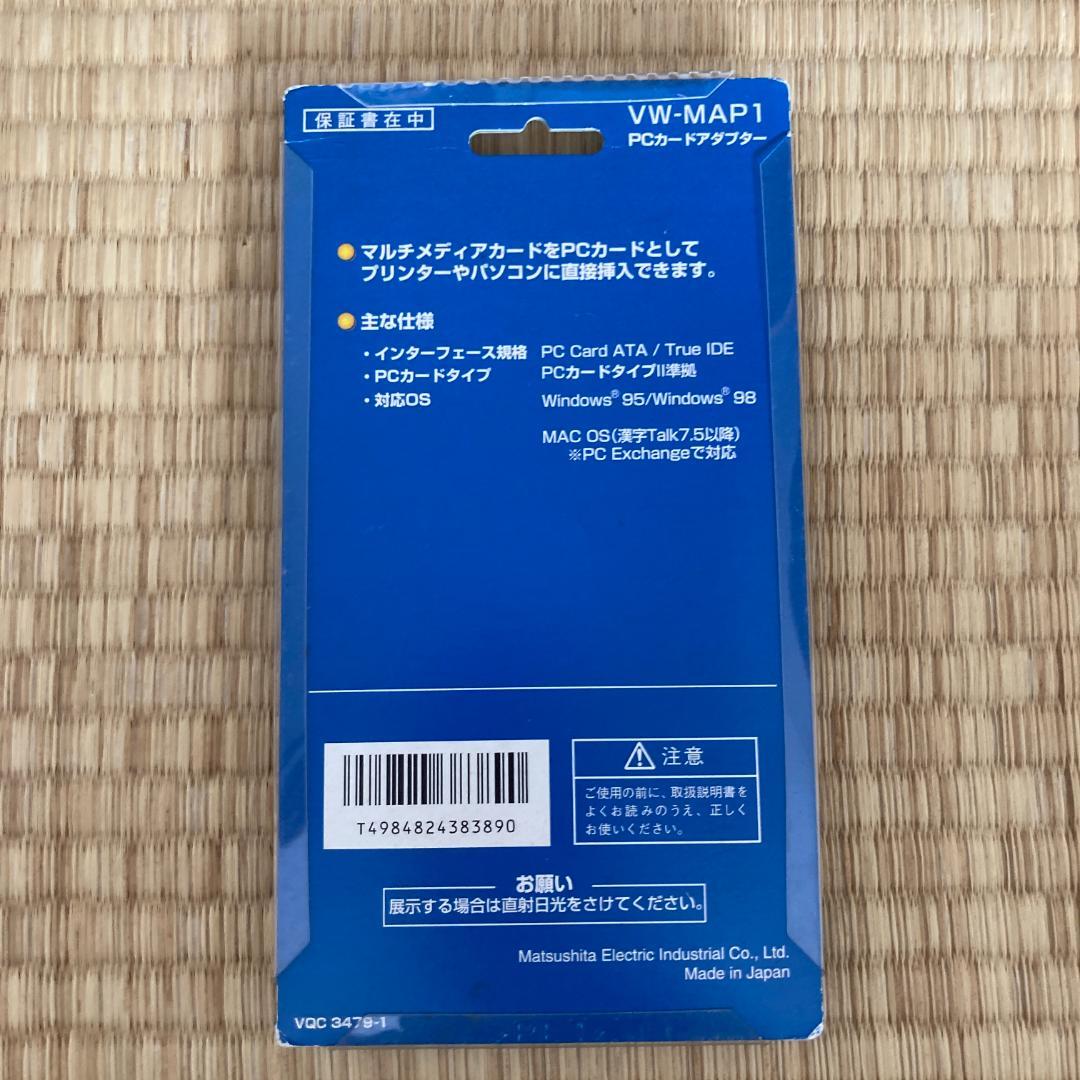 保証書在中
VW-MAP1
PCカードアダプター
マルチメディアカードをPCカードとして
プリンターやパソコンに直接挿入できます。
主な仕様
・インターフェース規格 PC Card ATA / True IDE
・PCカードタイプ PCカードタイプII準拠
・対応OS Windows® 95/Windows® 98
MAC OS(漢字Talk7.5以降)
※PC Exchangeで対応
T4984824383890
注意
ご使用の前に、取扱説明書を
よくお読みのうえ、正しく
お使いください。
お願い
展示する場合は直射日光をさけてください。
Matsushita Electric Industrial Co., Ltd.
Made in Japan
VQC 3479-1